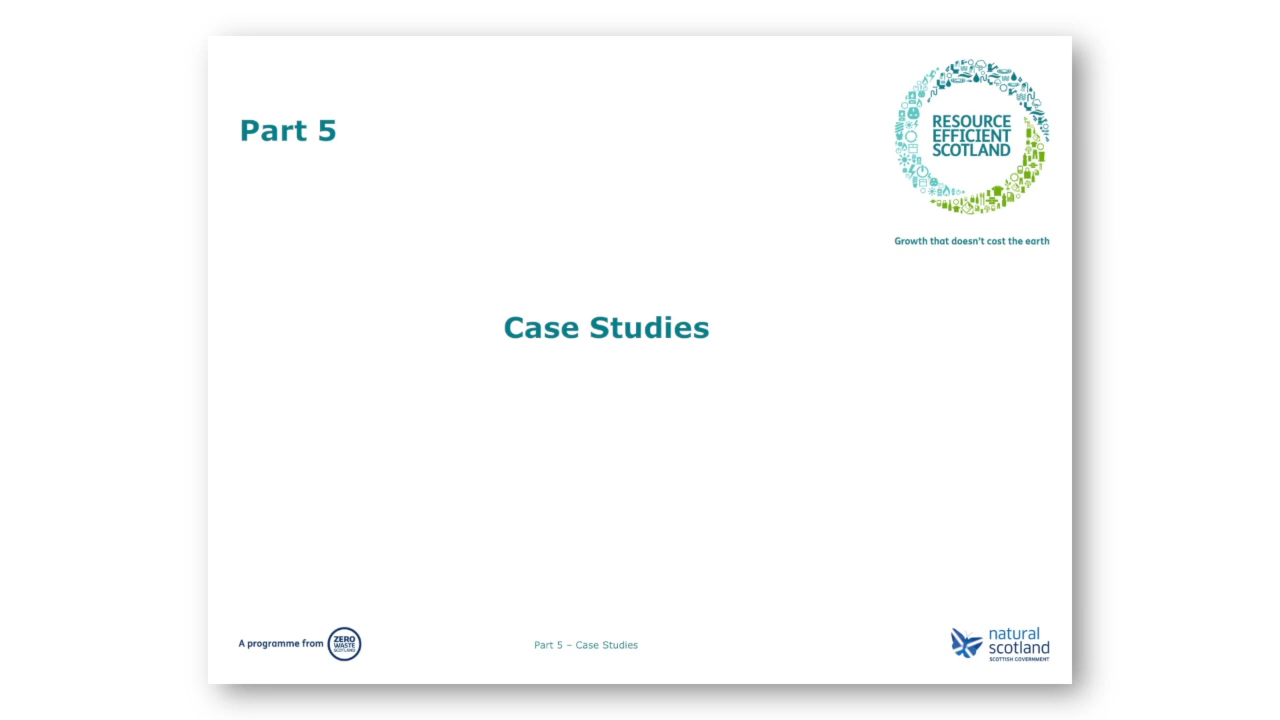 Part 5
RESOURCE
EFFICIENT
SCOTLAND
Growth that doesn't cost the earth
Case Studies
A programme from
ZERO
WASTE
SCOTLAND
Part 5 – Case Studies
natural
scotland
SCOTTISH GOVERNMENT